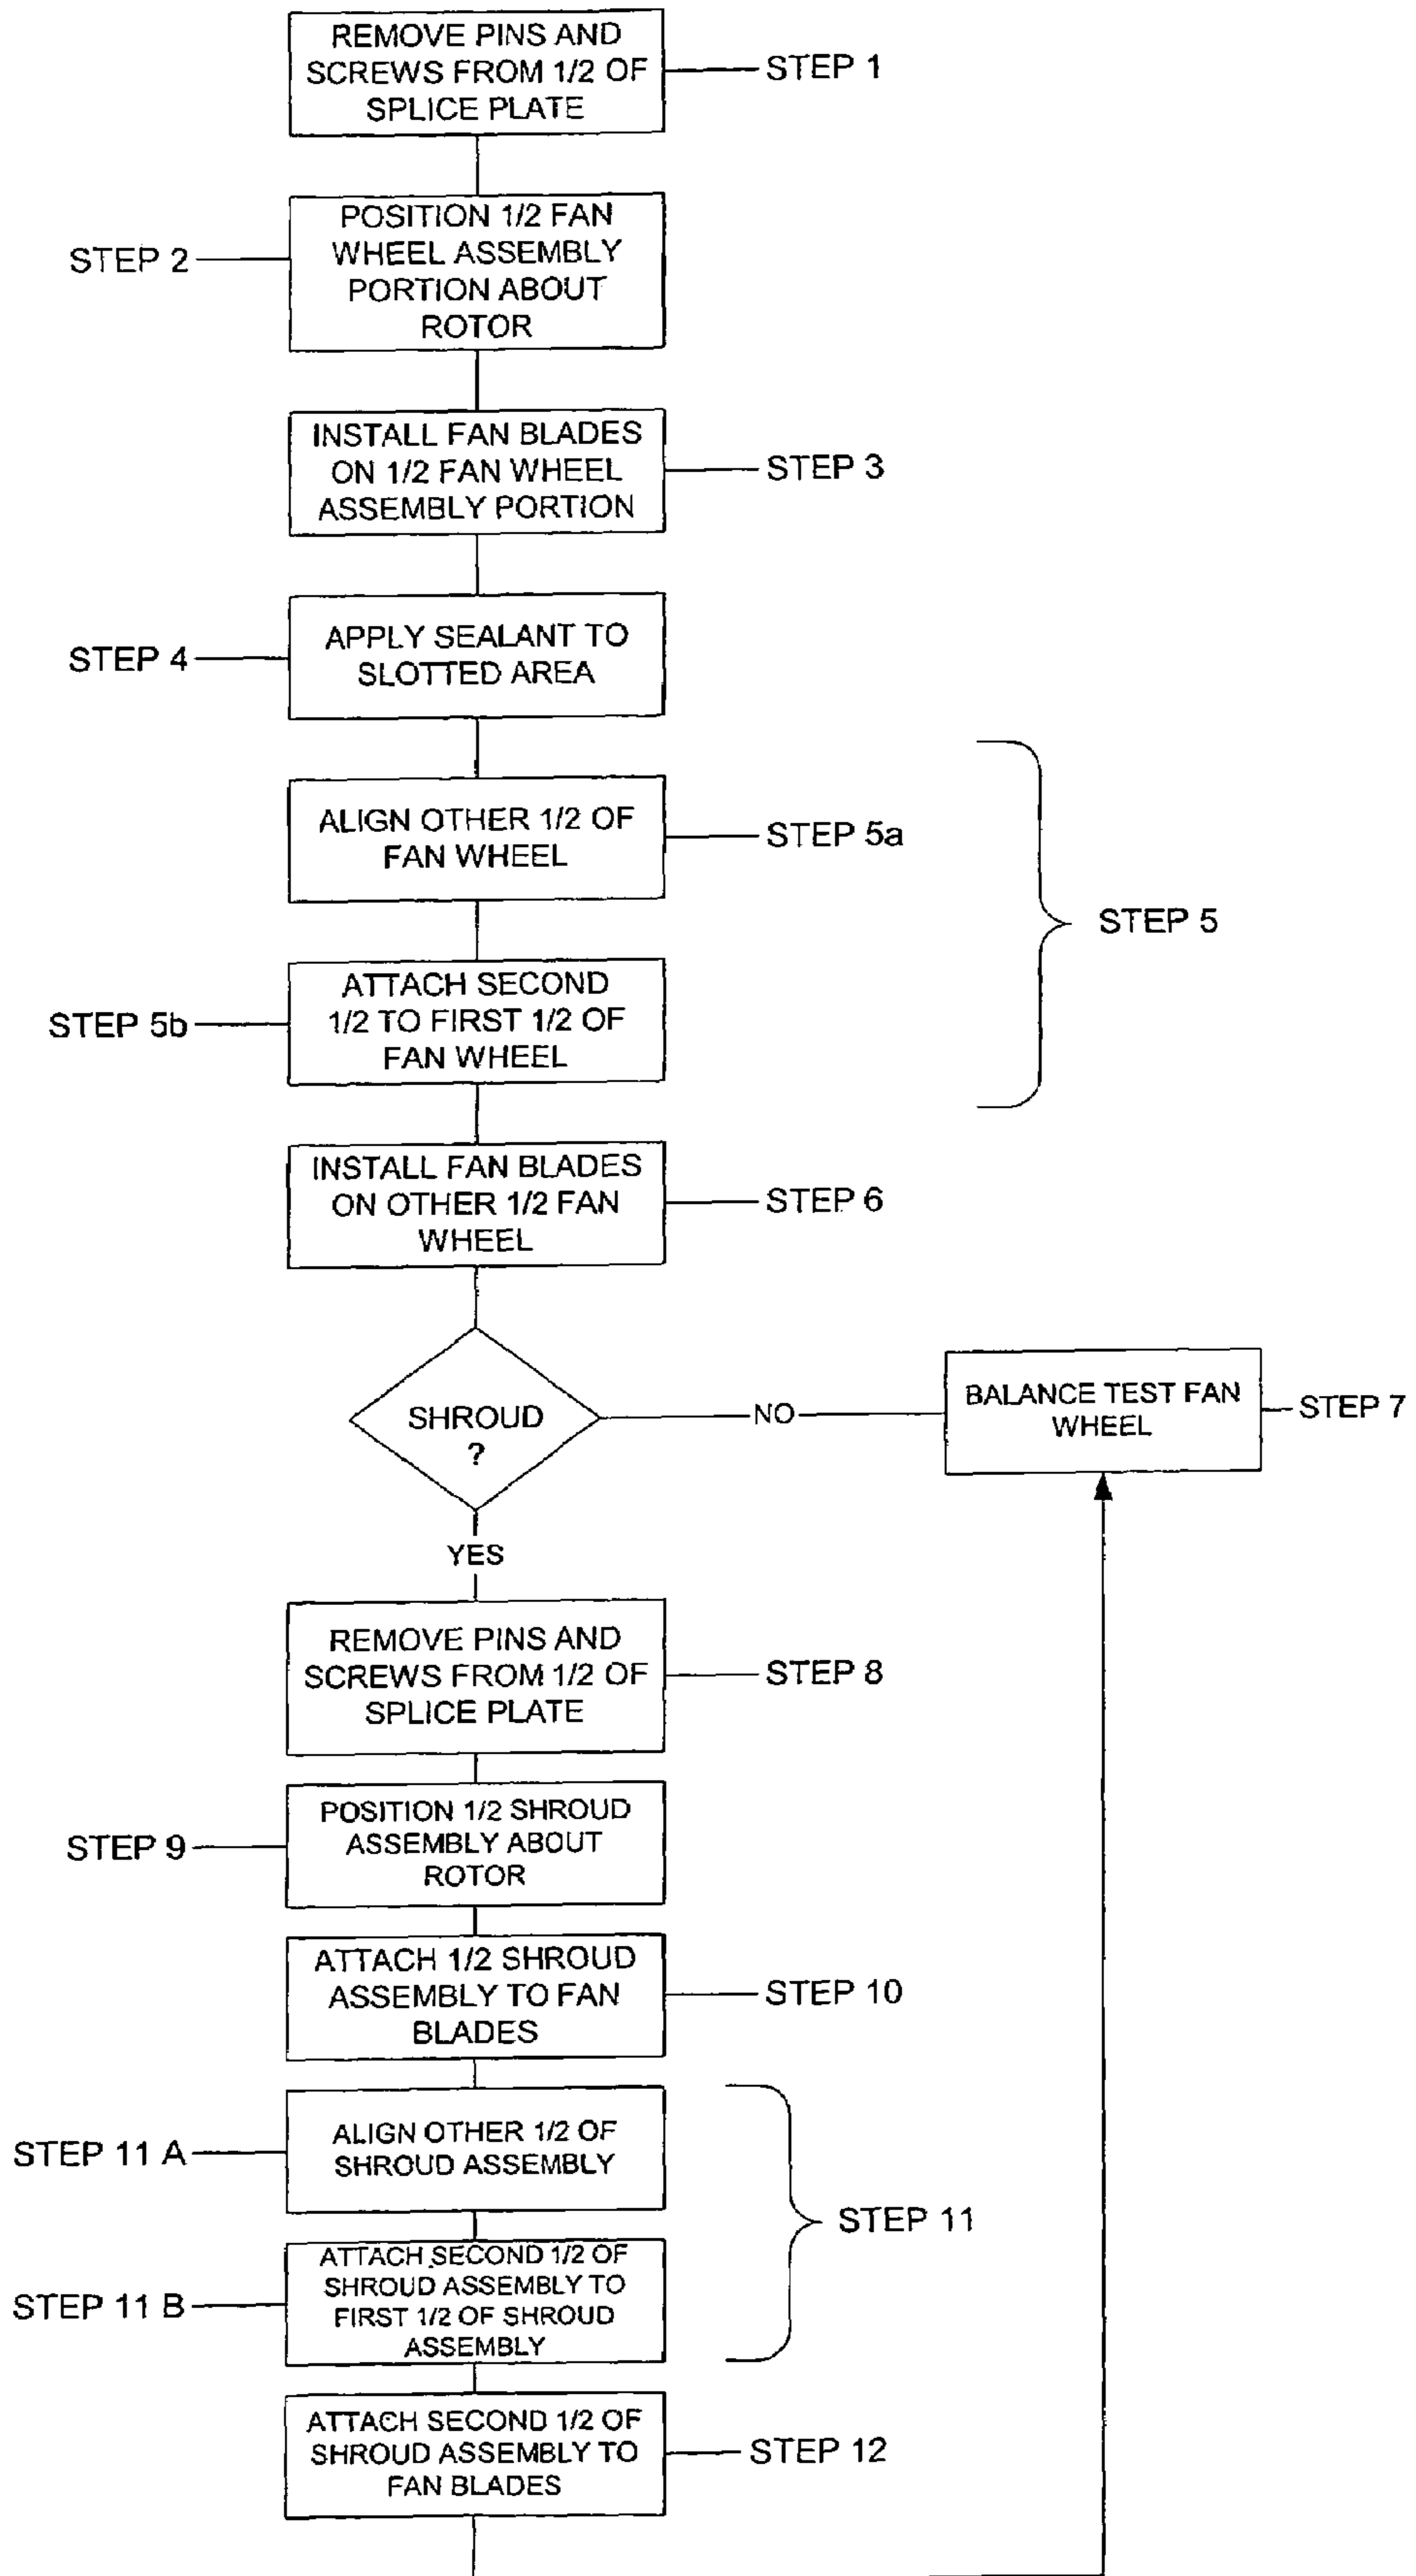 REMOVE PINS AND
SCREWS FROM 1/2 OF
SPLICE PLATE
STEP 1
POSITION 1/2 FAN
WHEEL ASSEMBLY
PORTION ABOUT
ROTOR
STEP 2
INSTALL FAN BLADES
ON 1/2 FAN WHEEL
ASSEMBLY PORTION
STEP 3
APPLY SEALANT TO
SLOTTED AREA
STEP 4
ALIGN OTHER 1/2 OF
FAN WHEEL
STEP 5a
STEP 5
ATTACH SECOND
1/2 TO FIRST 1/2 OF
FAN WHEEL
STEP 5b
INSTALL FAN BLADES
ON OTHER 1/2 FAN
WHEEL
STEP 6
SHROUD
?
NO
BALANCE TEST FAN
WHEEL
STEP 7
YES
REMOVE PINS AND
SCREWS FROM 1/2 OF
SPLICE PLATE
STEP 8
POSITION 1/2 SHROUD
ASSEMBLY ABOUT
ROTOR
STEP 9
ATTACH 1/2 SHROUD
ASSEMBLY TO FAN
BLADES
STEP 10
ALIGN OTHER 1/2 OF
SHROUD ASSEMBLY
STEP 11 A
STEP 11
ATTACH SECOND 1/2 OF
SHROUD ASSEMBLY TO
FIRST 1/2 OF SHROUD
ASSEMBLY
STEP 11 B
ATTACH SECOND 1/2 OF
SHROUD ASSEMBLY TO
FAN BLADES
STEP 12